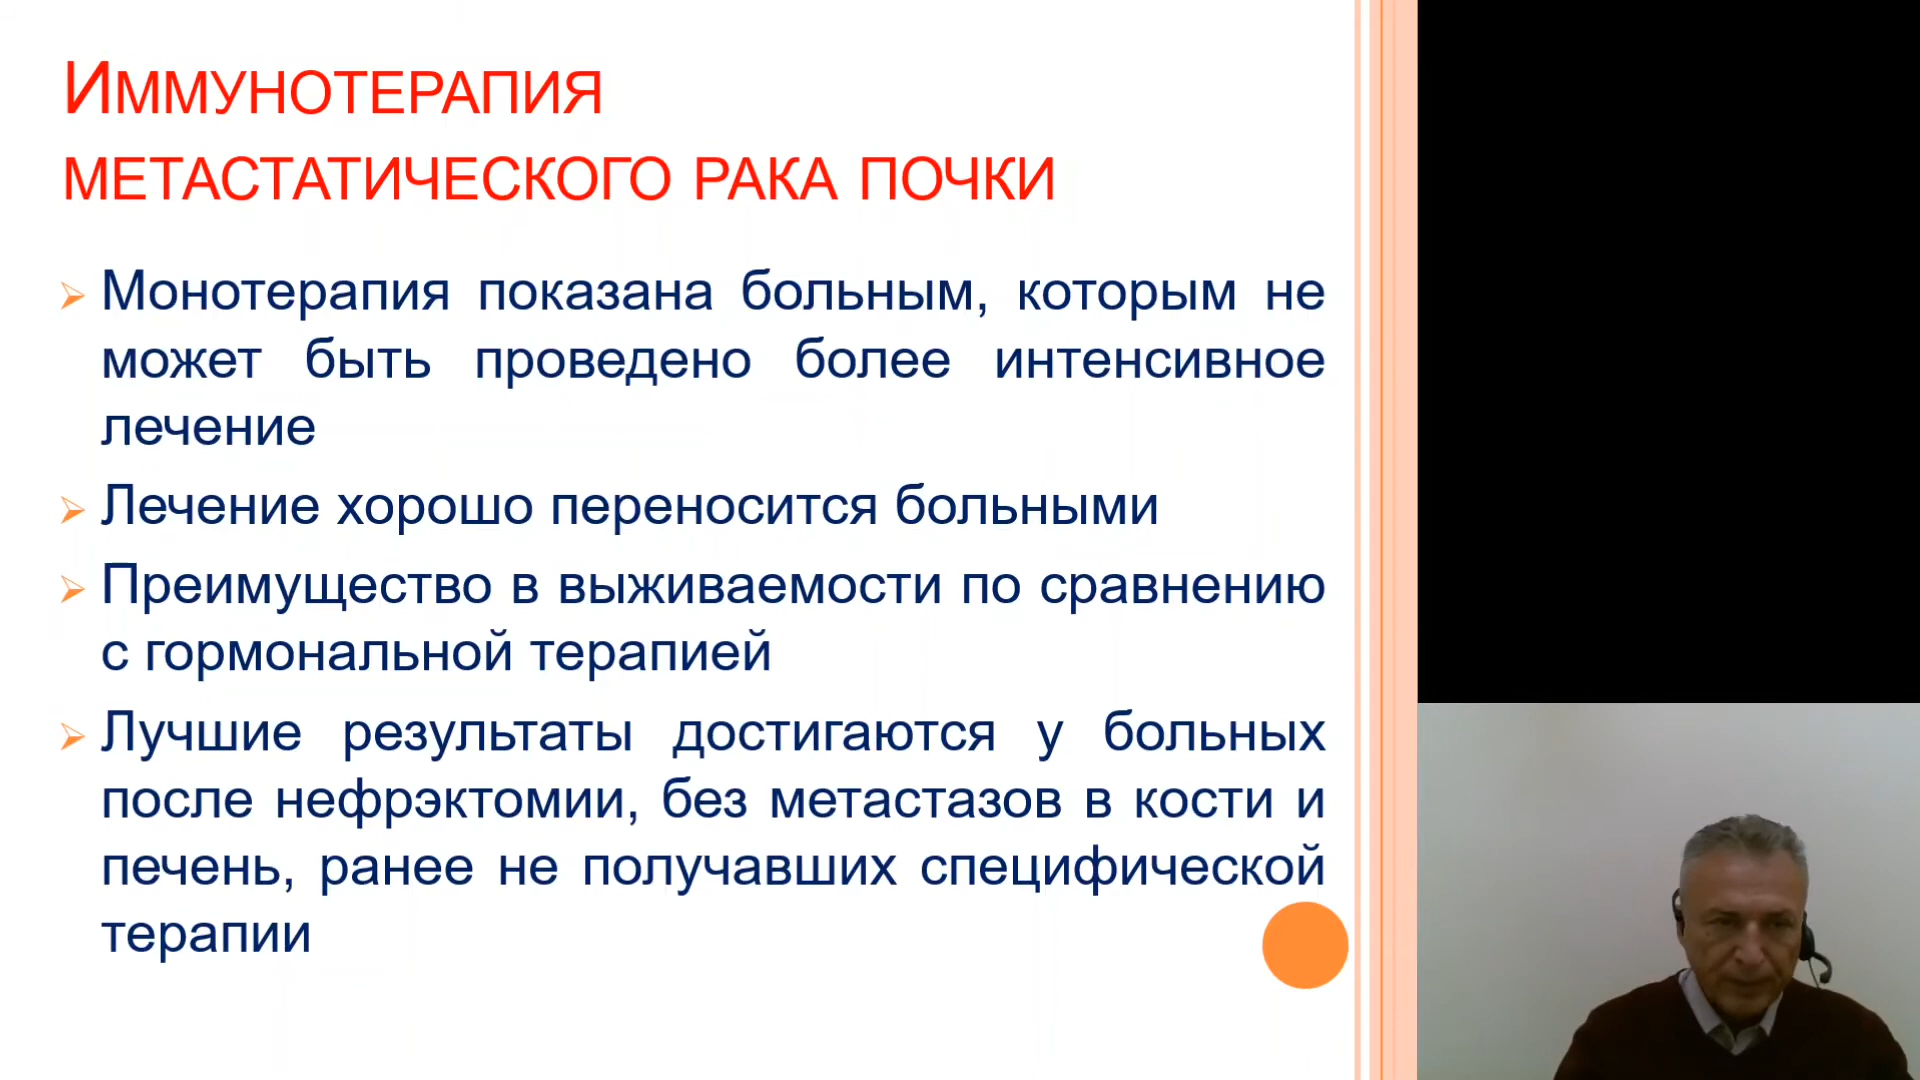 Иммунотерапия
метастатического рака почки
Монотерапия показана больным, которым не
может быть проведено более интенсивное
лечение
Лечение хорошо переносится больными
Преимущество в выживаемости по сравнению
с гормональной терапией
Лучшие результаты достигаются у больных
после нефрэктомии, без метастазов в кости и
печень, ранее не получавших специфической
терапии